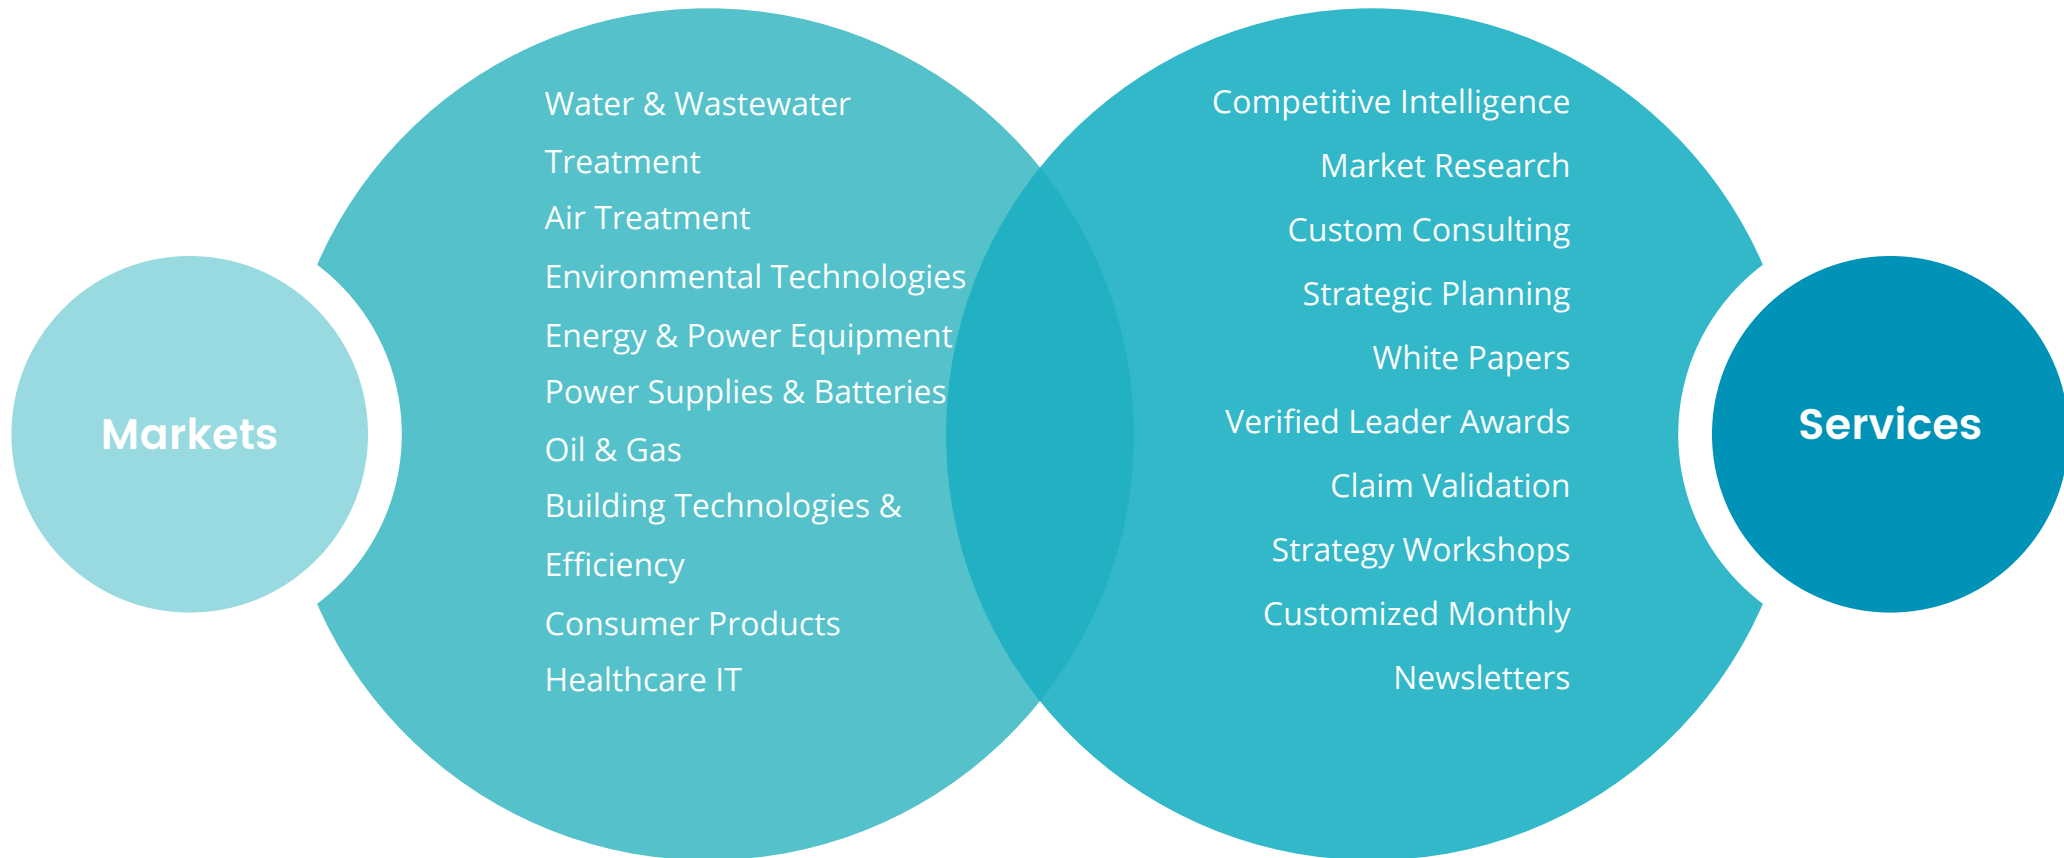 Markets
Water & Wastewater
Treatment
Air Treatment
Environmental Technologies
Energy & Power Equipment
Power Supplies & Batteries
Oil & Gas
Building Technologies &
Efficiency
Consumer Products
Healthcare IT
Competitive Intelligence
Market Research
Custom Consulting
Strategic Planning
White Papers
Verified Leader Awards
Claim Validation
Strategy Workshops
Customized Monthly
Newsletters
Services